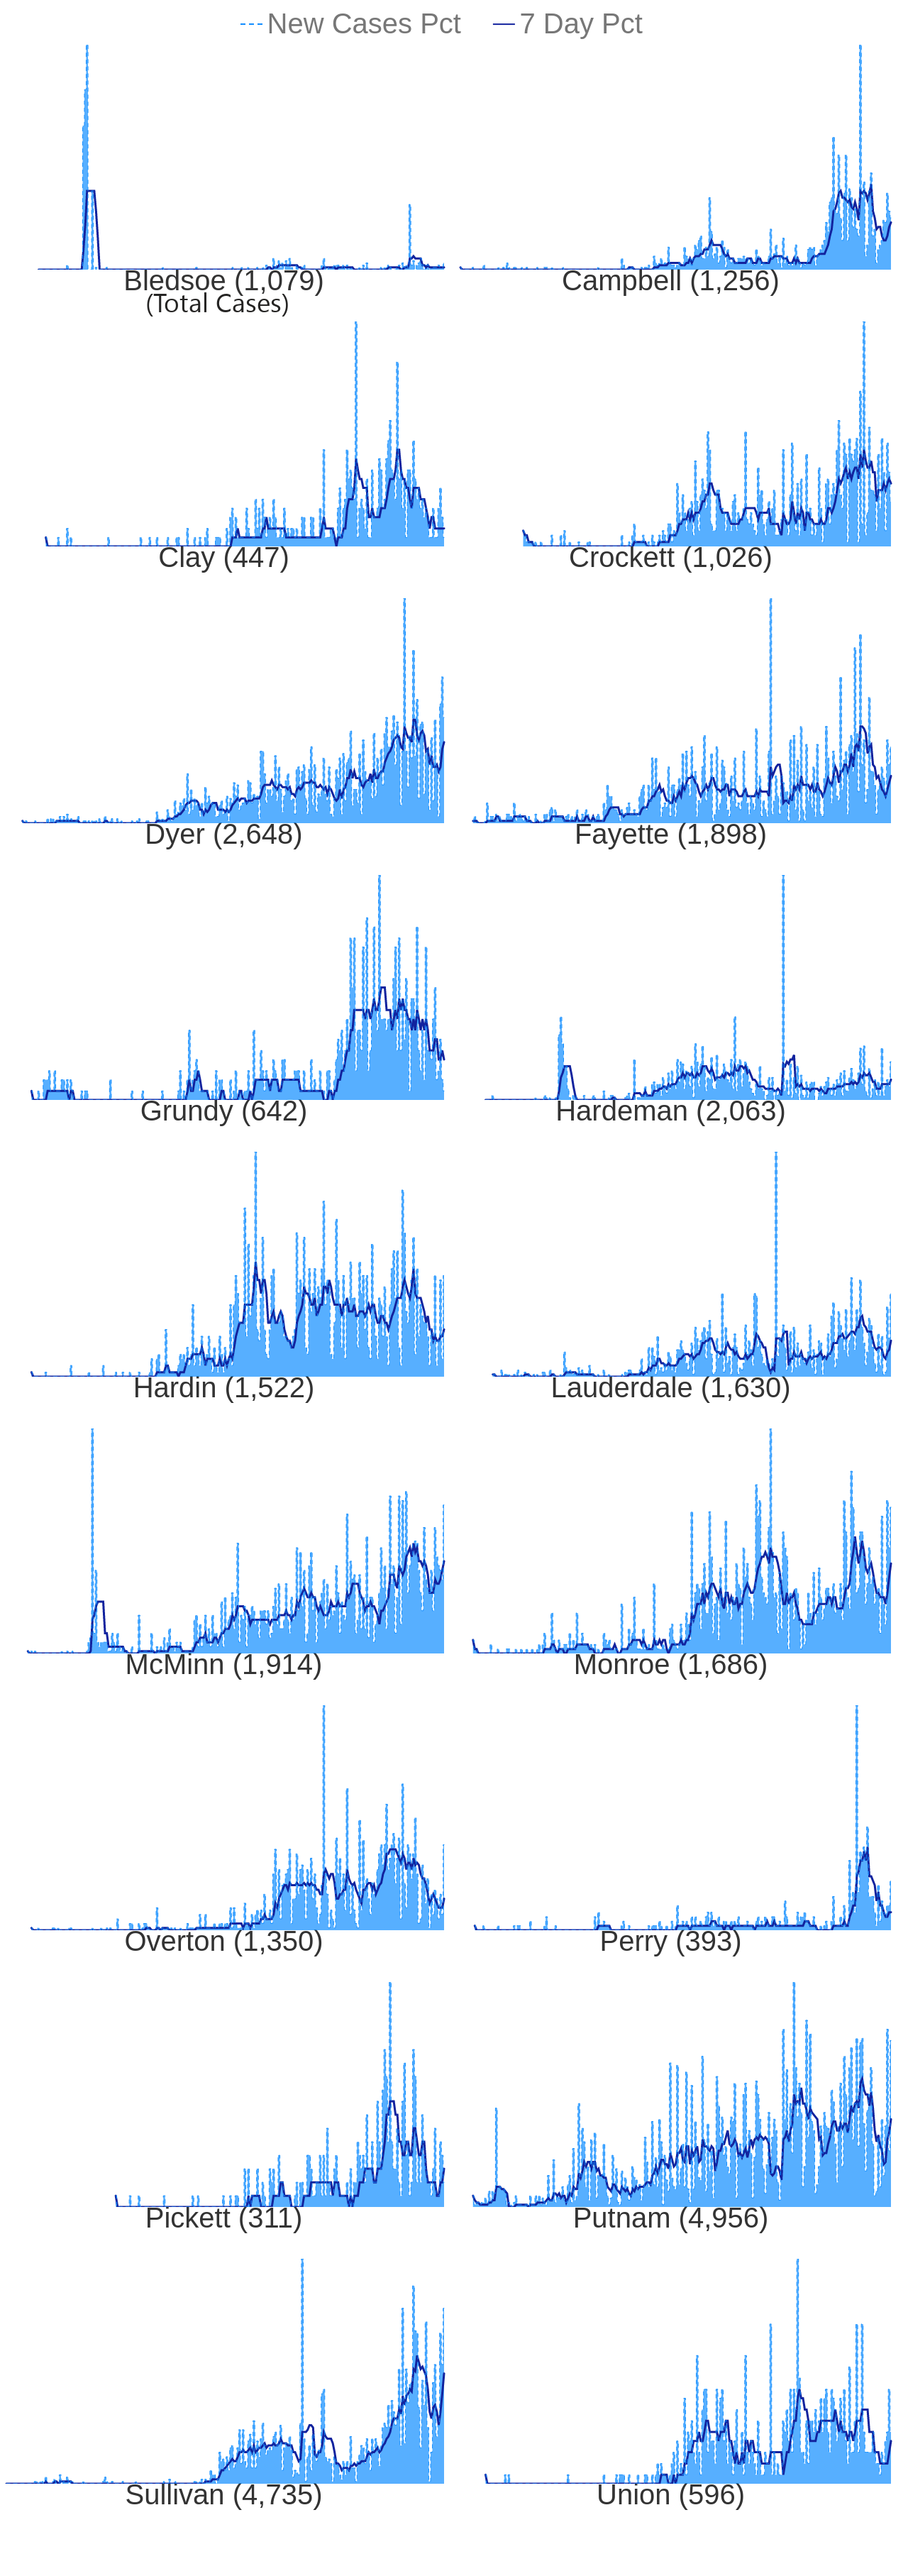 New Cases Pct 7 Day Pct
Bledsoe (1,079) Campbell (1,256)
(Total Cases)
Clay (447) Crockett (1,026)
Dyer (2,648) Fayette (1,898)
Grundy (642) Hardeman (2,063)
Hardin (1,522) Lauderdale (1,630)
McMinn (1,914) Monroe (1,686)
Overton (1,350) Perry (393)
Pickett (311) Putnam (4,956)
Sullivan (4,735) Union (596)